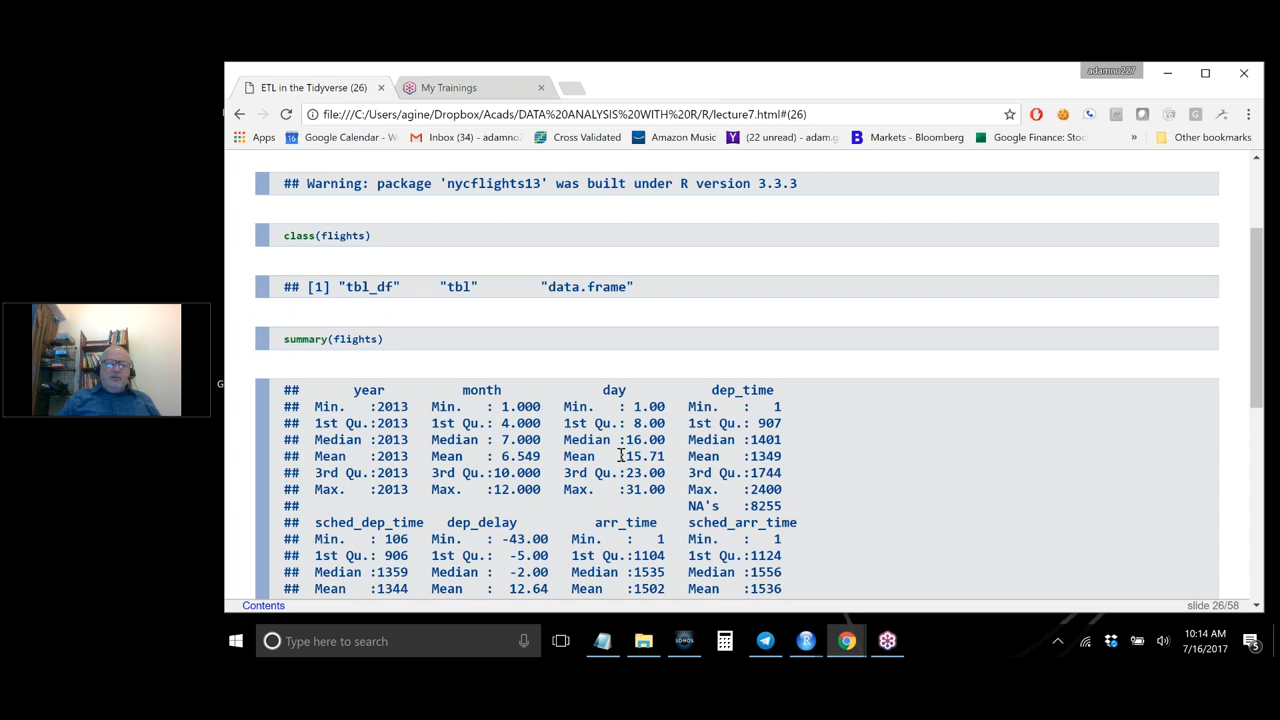 adamno227
ETL in the Tidyverse (26)
My Trainings
file:///C:/Users/agine/Dropbox/Acads/DATA%20ANALYSIS%20WITH%20R/R/lecture7.html#(26)
Apps Google Calendar - W Inbox (34) - adamno Cross Validated Amazon Music (22 unread) - adam.g Markets - Bloomberg Google Finance: Stoc » Other bookmarks
## Warning: package 'nycflights13' was built under R version 3.3.3
class(flights)
## [1] "tbl_df" "tbl" "data.frame"
summary(flights)
## year month day dep_time
## Min. :2013 Min. : 1.000 Min. : 1.00 Min. : 1
## 1st Qu.:2013 1st Qu.: 4.000 1st Qu.: 8.00 1st Qu.: 907
## Median :2013 Median : 7.000 Median :16.00 Median :1401
## Mean :2013 Mean : 6.549 Mean :15.71 Mean :1349
## 3rd Qu.:2013 3rd Qu.:10.000 3rd Qu.:23.00 3rd Qu.:1744
## Max. :2013 Max. :12.000 Max. :31.00 Max. :2400
## NA's :8255
## sched_dep_time dep_delay arr_time sched_arr_time
## Min. : 106 Min. : -43.00 Min. : 1 Min. : 1
## 1st Qu.: 906 1st Qu.: -5.00 1st Qu.:1104 1st Qu.:1124
## Median :1359 Median : -2.00 Median :1535 Median :1556
## Mean :1344 Mean : 12.64 Mean :1502 Mean :1536
Contents
slide 26/58
G
Type here to search
SONOS
R
10:14 AM
7/16/2017
5